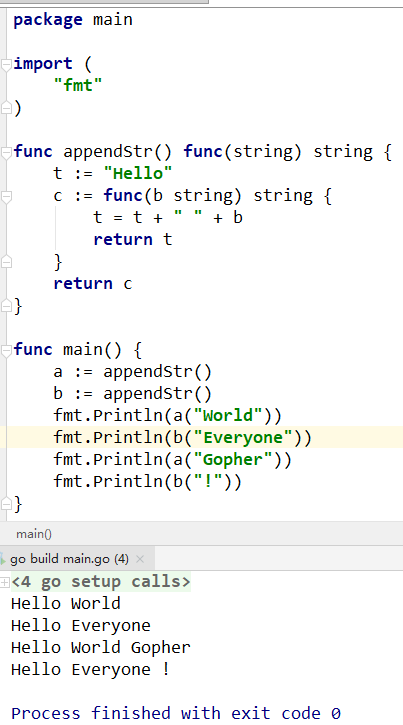 package main
import (
    "fmt"
)
func appendStr() func(string) string {
    t := "Hello"
    c := func(b string) string {
        t = t + " " + b
        return t
    }
    return c
}
func main() {
    a := appendStr()
    b := appendStr()
    fmt.Println(a("World"))
    fmt.Println(b("Everyone"))
    fmt.Println(a("Gopher"))
    fmt.Println(b("!"))
}
main()
go build main.go (4)
<4 go setup calls>
Hello World
Hello Everyone
Hello World Gopher
Hello Everyone !
Process finished with exit code 0